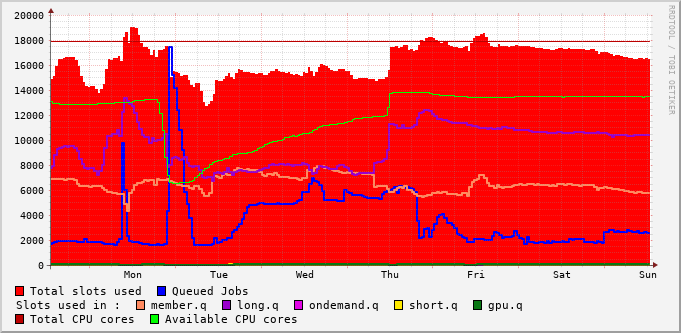 20000
18000
16000
14000
12000
10000
8000
6000
4000
2000
0
Mon Tue Wed Thu Fri Sat Sun
RRDTOOL / TOBI OETIKER
Total slots used Queued Jobs
Slots used in : member.q long.q ondemand.q short.q gpu.q
Total CPU cores Available CPU cores